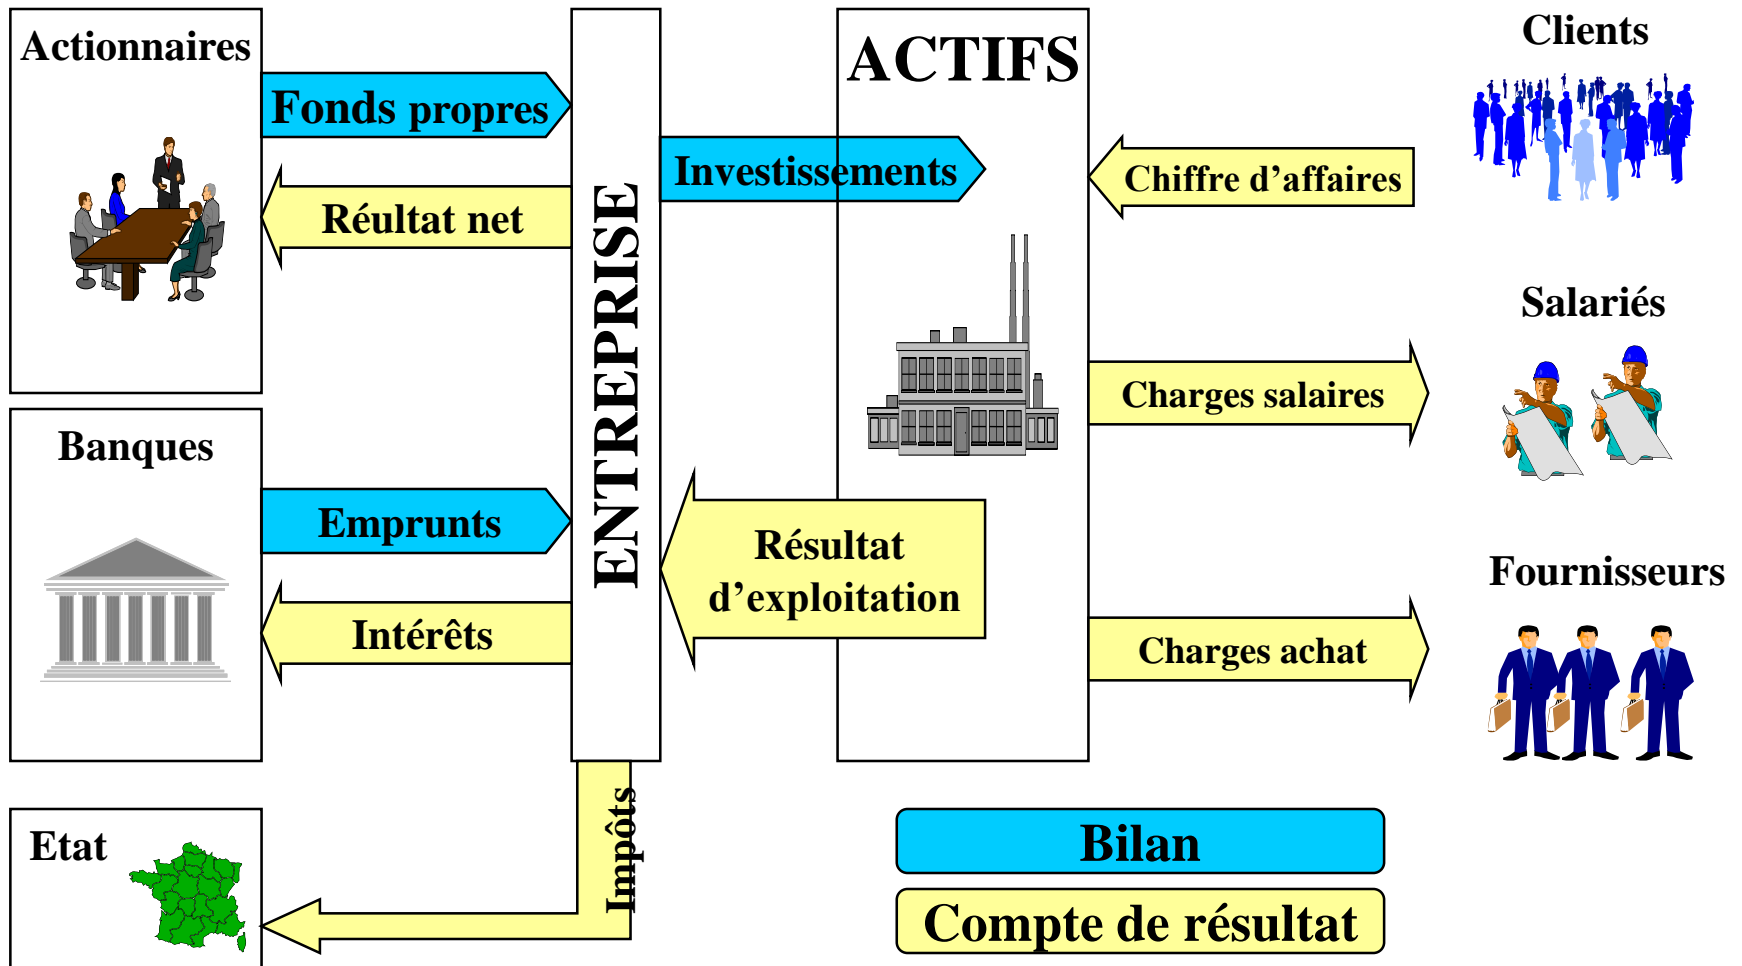 Actionnaires
Fonds propres
Réultat net
Banques
Emprunts
Intérêts
Etat
Impôts
ENTREPRISE
ACTIFS
Investissements
Résultat
d’exploitation
Clients
Chiffre d’affaires
Salariés
Charges salaires
Fournisseurs
Charges achat
Bilan
Compte de résultat